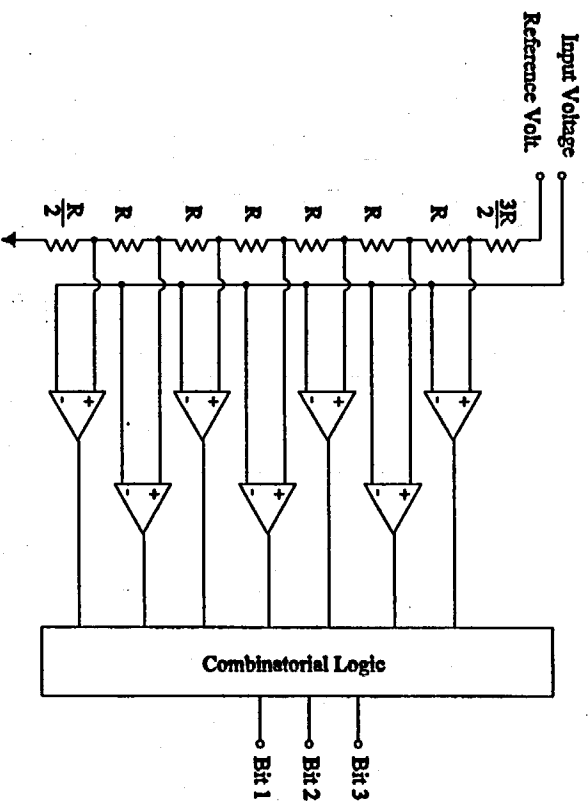 Input Voltage
Reference Volt.
3R
2
R
R
R
R
R
R
R
2
+
-
+
-
+
-
+
-
+
-
+
-
+
-
Combinatorial Logic
Bit 3
Bit 2
Bit 1